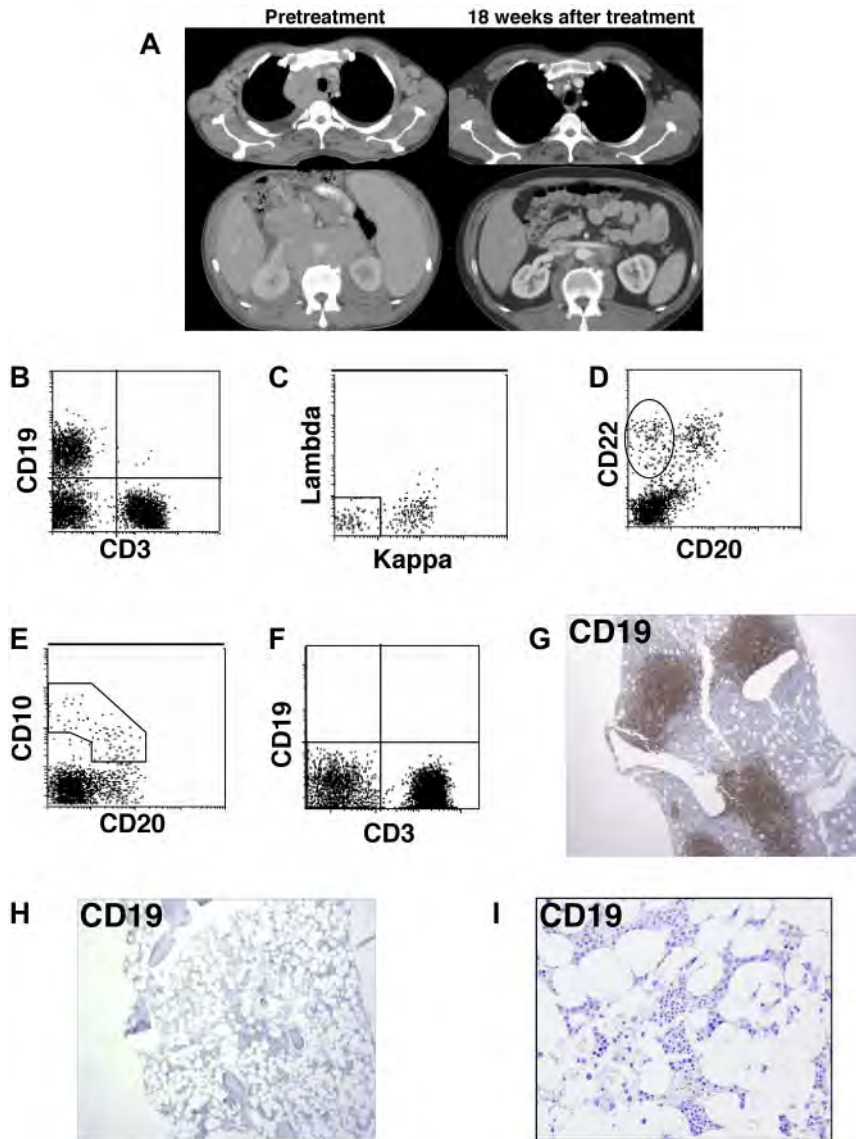 Pretreatment
18 weeks after treatment
A
B
CD19
CD3
C
Lambda
Kappa
D
CD22
CD20
E
CD10
CD20
F
CD19
CD3
G
CD19
H
CD19
I
CD19